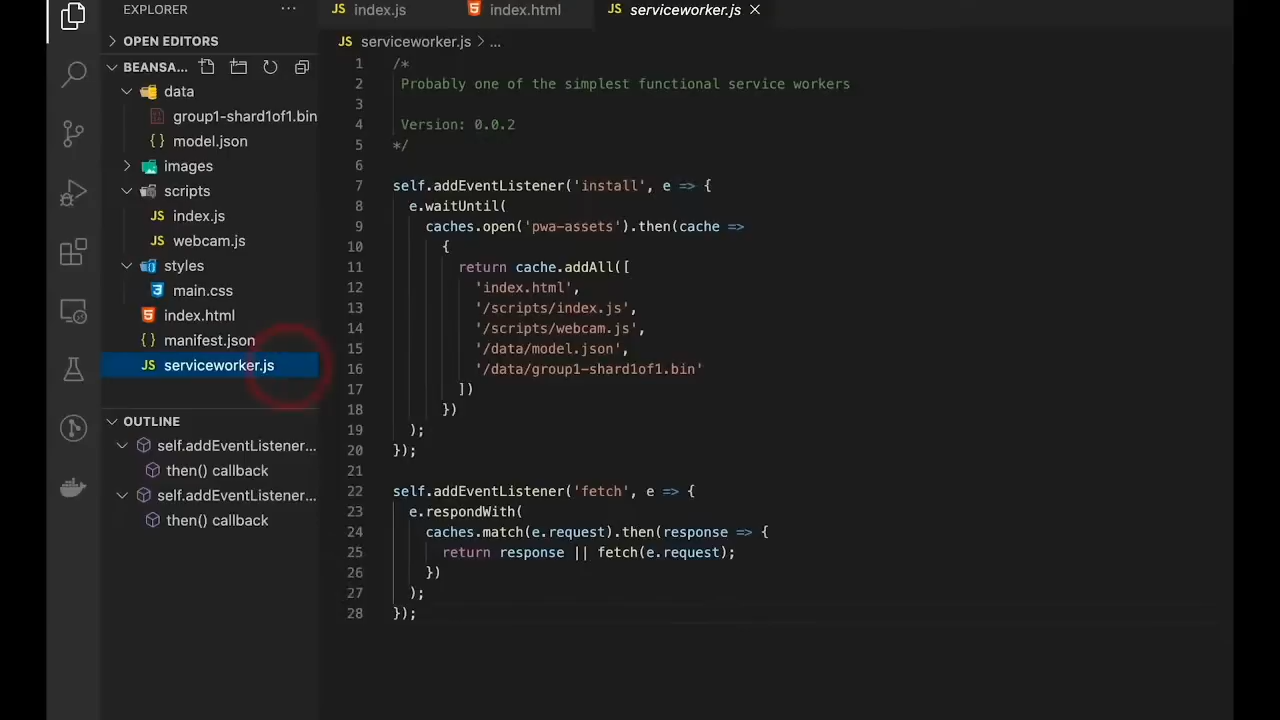 EXPLORER
OPEN EDITORS
BEANSA...
data
group1-shard1of1.bin
{} model.json
images
scripts
JS index.js
JS webcam.js
styles
main.css
index.html
{} manifest.json
JS serviceworker.js
OUTLINE
self.addEventListener...
then() callback
self.addEventListener...
then() callback
JS index.js
index.html
JS serviceworker.js
JS serviceworker.js > ...
1 /*
2 Probably one of the simplest functional service workers
3
4 Version: 0.0.2
5 */
6
7 self.addEventListener('install', e => {
8 e.waitUntil(
9 caches.open('pwa-assets').then(cache =>
10 {
11 return cache.addAll([
12 'index.html',
13 '/scripts/index.js',
14 '/scripts/webcam.js',
15 '/data/model.json',
16 '/data/group1-shard1of1.bin'
17 ])
18 })
19 );
20 });
21
22 self.addEventListener('fetch', e => {
23 e.respondWith(
24 caches.match(e.request).then(response => {
25 return response || fetch(e.request);
26 })
27 );
28 });